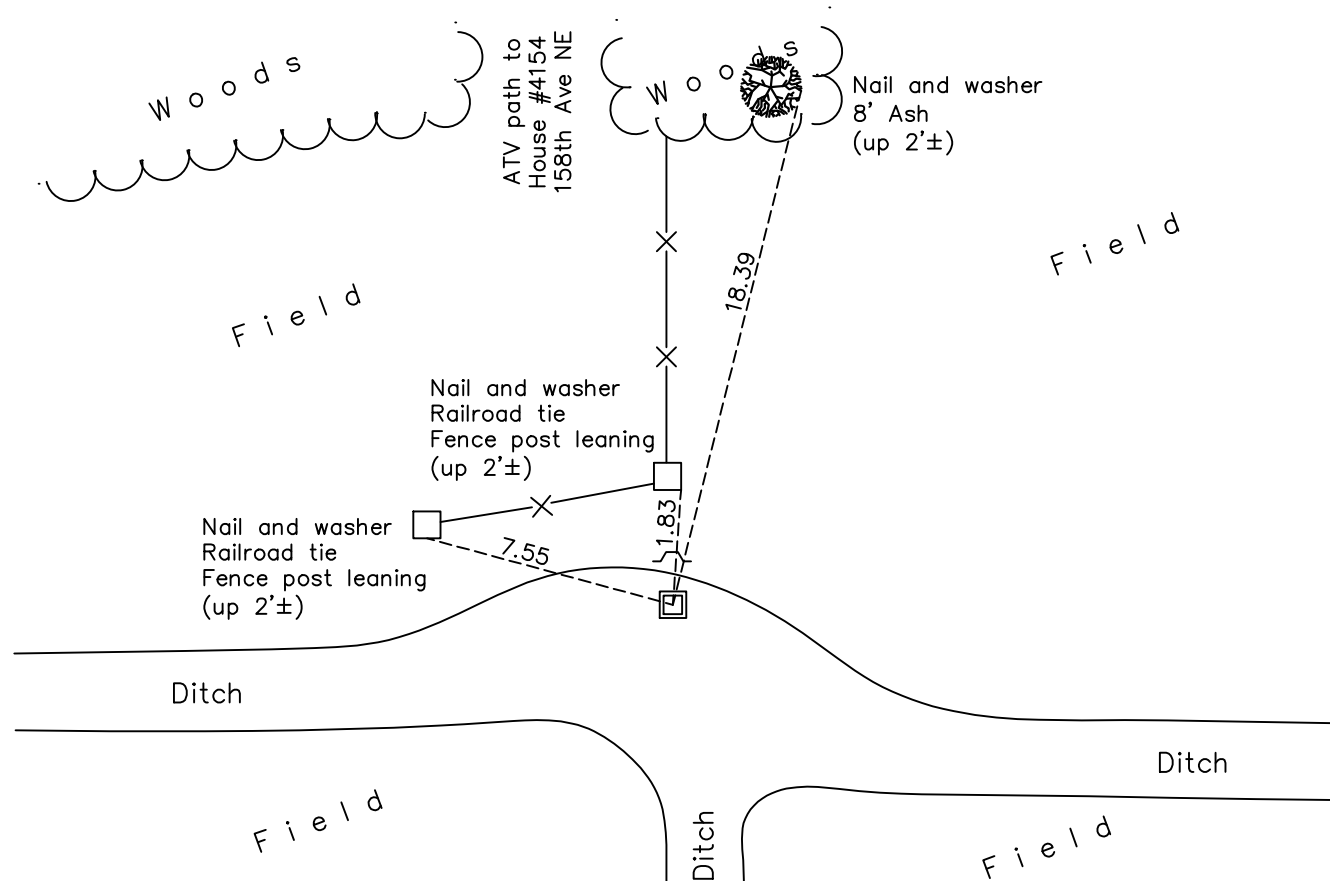 Woods
ATV path to
House #4154
158th Ave NE
Woods
Nail and washer
8' Ash
(up 2'±)
Field
18.39
Field
Nail and washer
Railroad tie
Fence post leaning
(up 2'±)
1.83
Nail and washer
Railroad tie
Fence post leaning
(up 2'±)
7.55
Ditch
Ditch
Field
Ditch
Field